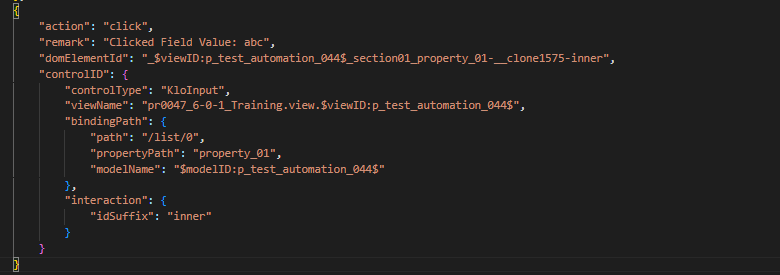 {
"action": "click",
"remark": "Clicked Field Value: abc",
"domElementId": "_$viewID:p_test_automation_044$_section01_property_01-__clone1575-inner",
"controlID": {
"controlType": "KloInput",
"viewName": "pr0047_6-0-1_Training.view.$viewID:p_test_automation_044$",
"bindingPath": {
"path": "/list/0",
"propertyPath": "property_01",
"modelName": "$modelID:p_test_automation_044$"
},
"interaction": {
"idSuffix": "inner"
}
}
}